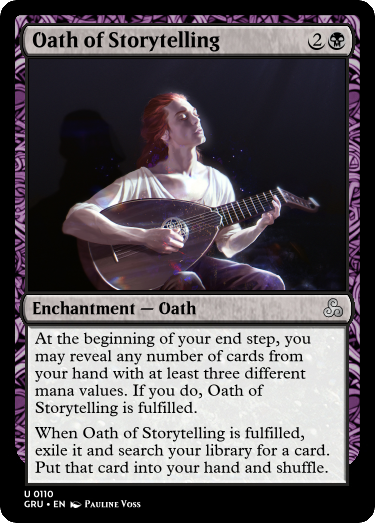 Oath of Storytelling 2
Enchantment — Oath
At the beginning of your end step, you
may reveal any number of cards from
your hand with at least three different
mana values. If you do, Oath of
Storytelling is fulfilled.
When Oath of Storytelling is fulfilled,
exile it and search your library for a card.
Put that card into your hand and shuffle.
U 0110
GRU • EN Pauline Voss